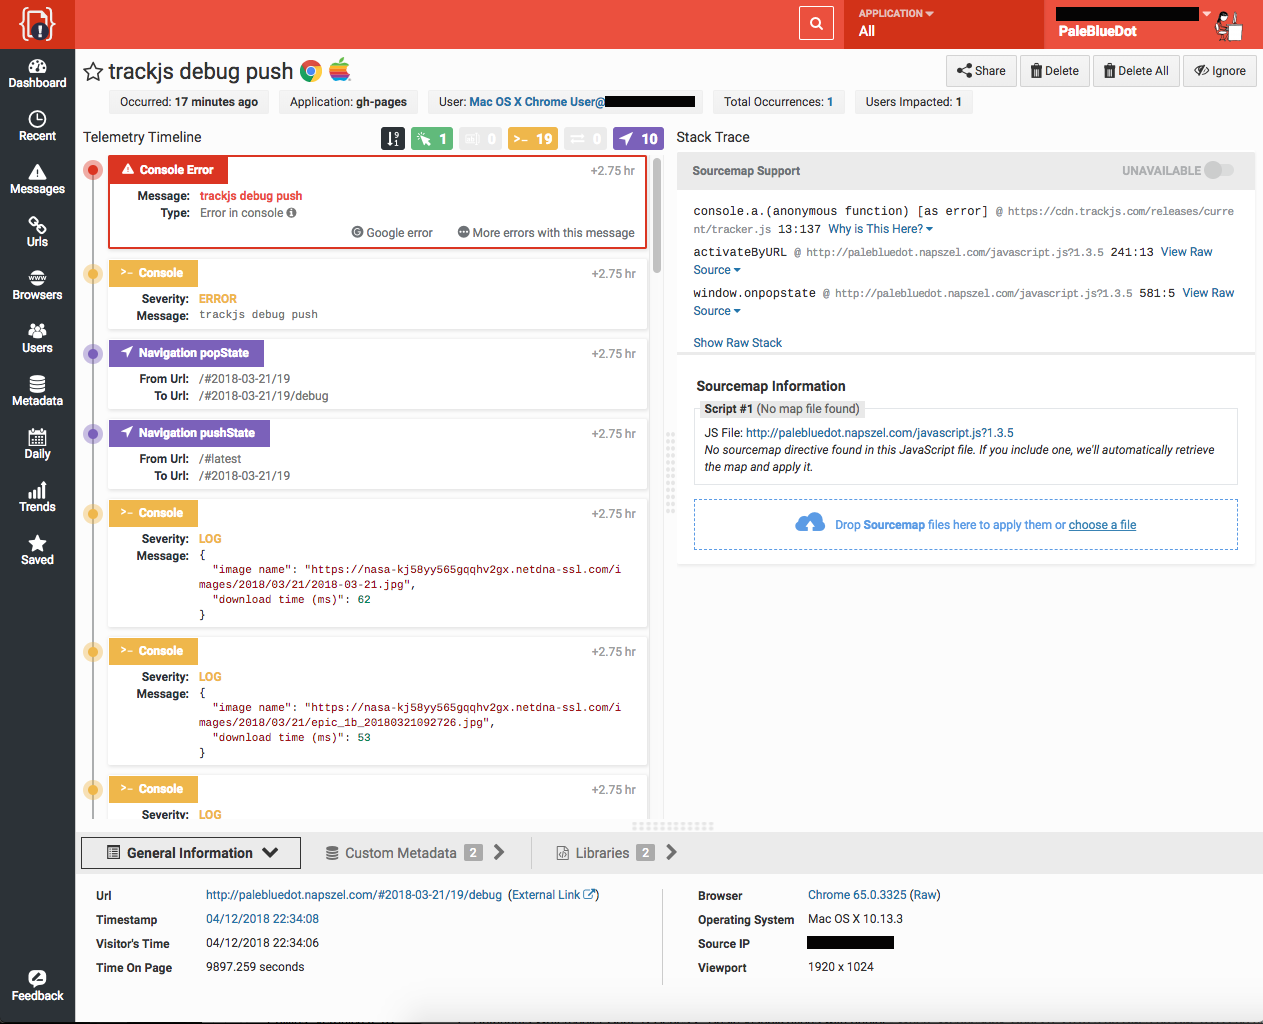 APPLICATION
All
PaleBlueDot
Dashboard
Recent
Messages
Urls
Browsers
Users
Metadata
Daily
Trends
Saved
Feedback
trackjs debug push
Share
Delete
Delete All
Ignore
Occurred: 17 minutes ago
Application: gh-pages
User: Mac OS X Chrome User@
Total Occurrences: 1
Users Impacted: 1
Telemetry Timeline
1
0
>- 19
0
10
Console Error
+2.75 hr
Message: trackjs debug push
Type: Error in console
Google error
More errors with this message
>- Console
+2.75 hr
Severity: ERROR
Message: trackjs debug push
Navigation popState
+2.75 hr
From Url: /#2018-03-21/19
To Url: /#2018-03-21/19/debug
Navigation pushState
+2.75 hr
From Url: /#latest
To Url: /#2018-03-21/19
>- Console
+2.75 hr
Severity: LOG
Message: {
"image name": "https://nasa-kj58yy565gqqhv2gx.netdna-ssl.com/i
mages/2018/03/21/2018-03-21.jpg",
"download time (ms)": 62
}
>- Console
+2.75 hr
Severity: LOG
Message: {
"image name": "https://nasa-kj58yy565gqqhv2gx.netdna-ssl.com/i
mages/2018/03/21/epic_1b_20180321092726.jpg",
"download time (ms)": 53
}
>- Console
+2.75 hr
Severity: LOG
Stack Trace
Sourcemap Support
UNAVAILABLE
console.a.(anonymous function) [as error] @ https://cdn.trackjs.com/releases/curre
nt/tracker.js 13:137 Why is This Here?
activateByURL @ http://palebluedot.napszel.com/javascript.js?1.3.5 241:13 View Raw
Source
window.onpopstate @ http://palebluedot.napszel.com/javascript.js?1.3.5 581:5 View Raw
Source
Show Raw Stack
Sourcemap Information
Script #1 (No map file found)
JS File: http://palebluedot.napszel.com/javascript.js?1.3.5
No sourcemap directive found in this JavaScript file. If you include one, we'll automatically retrieve
the map and apply it.
Drop Sourcemap files here to apply them or choose a file
General Information
Custom Metadata 2
Libraries 2
Url http://palebluedot.napszel.com/#2018-03-21/19/debug (External Link)
Timestamp 04/12/2018 22:34:08
Visitor's Time 04/12/2018 22:34:06
Time On Page 9897.259 seconds
Browser Chrome 65.0.3325 (Raw)
Operating System Mac OS X 10.13.3
Source IP
Viewport 1920 x 1024